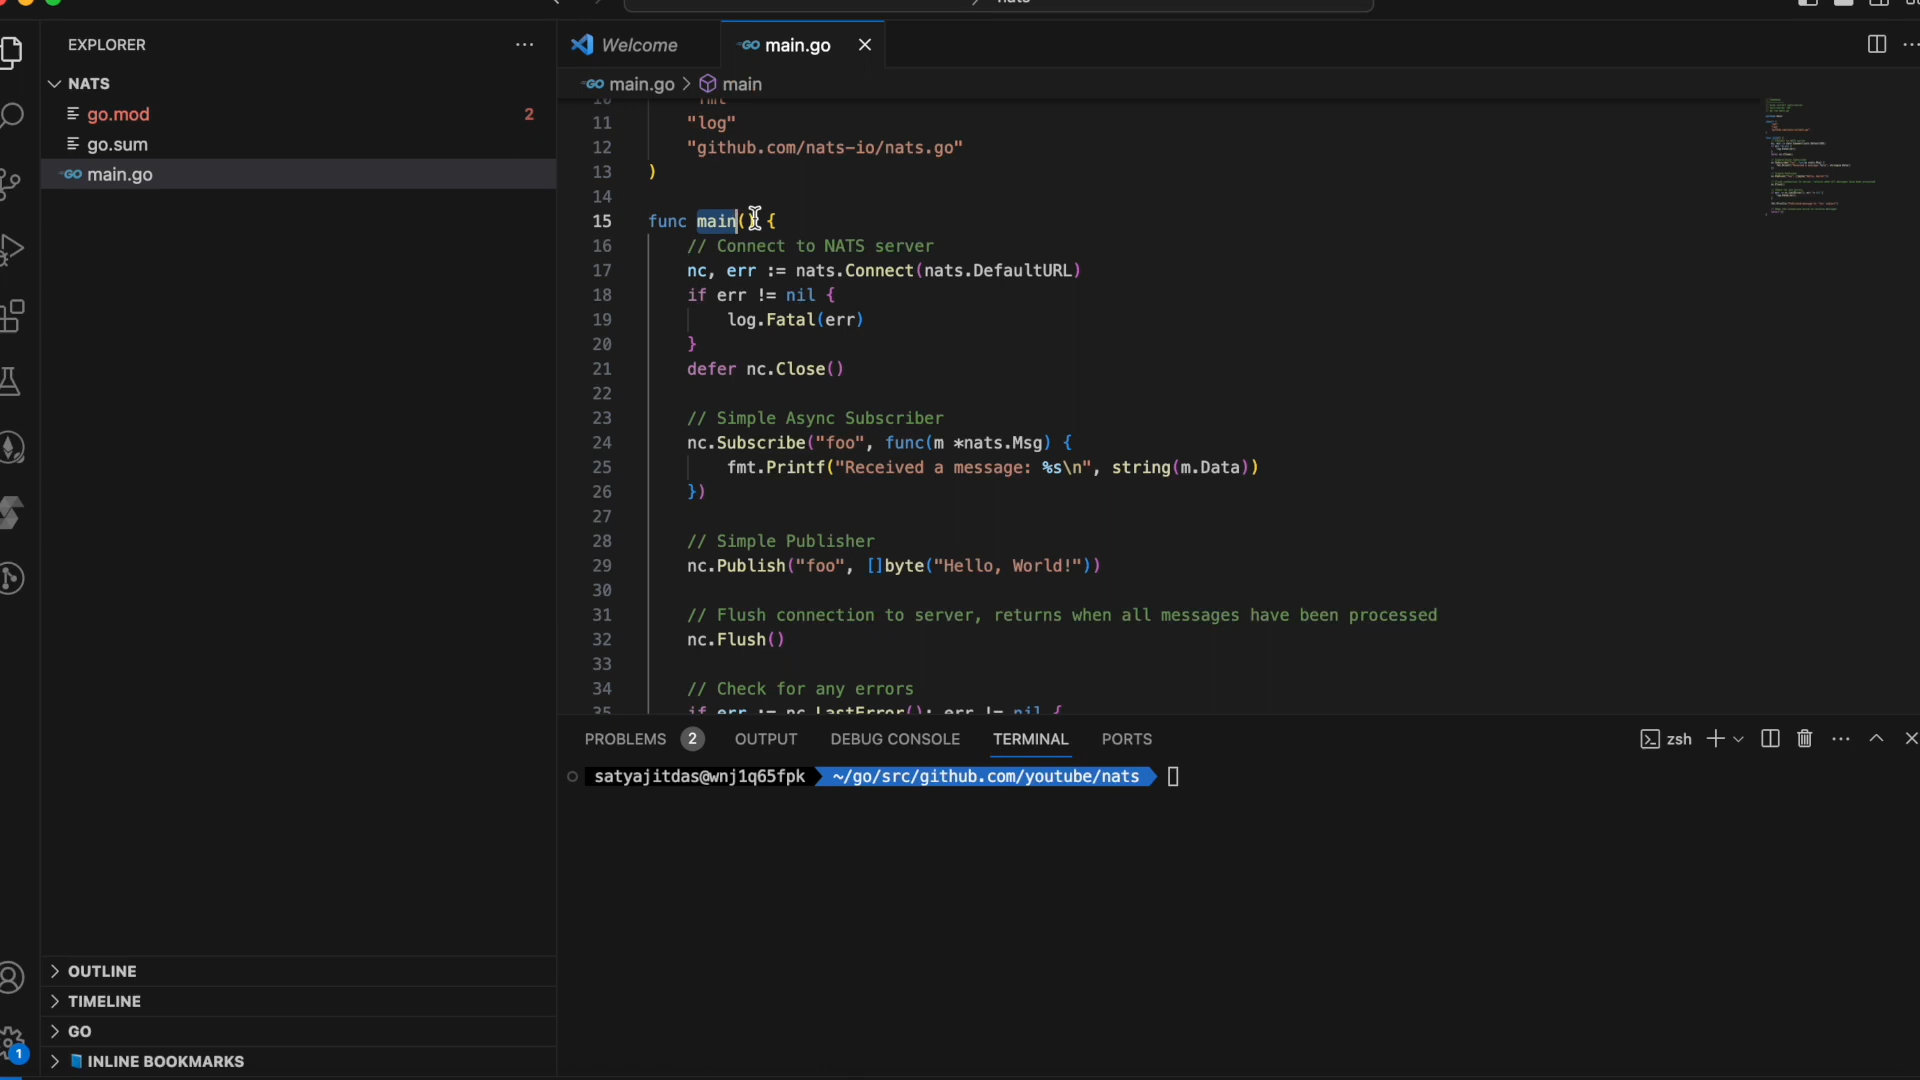 nats
EXPLORER
Welcome
main.go
NATS
main.go > main
go.mod
2
go.sum
main.go
10 "fmt"
11 "log"
12 "github.com/nats-io/nats.go"
13 )
14
15 func main() {
16 // Connect to NATS server
17 nc, err := nats.Connect(nats.DefaultURL)
18 if err != nil {
19 log.Fatal(err)
20 }
21 defer nc.Close()
22
23 // Simple Async Subscriber
24 nc.Subscribe("foo", func(m *nats.Msg) {
25 fmt.Printf("Received a message: %s\n", string(m.Data))
26 })
27
28 // Simple Publisher
29 nc.Publish("foo", []byte("Hello, World!"))
30
31 // Flush connection to server, returns when all messages have been processed
32 nc.Flush()
33
34 // Check for any errors
35 if err := nc.LastError(); err != nil {
PROBLEMS 2 OUTPUT DEBUG CONSOLE TERMINAL PORTS
zsh
satyajitdas@wnj1q65fpk ~/go/src/github.com/youtube/nats
OUTLINE
TIMELINE
GO
INLINE BOOKMARKS
1